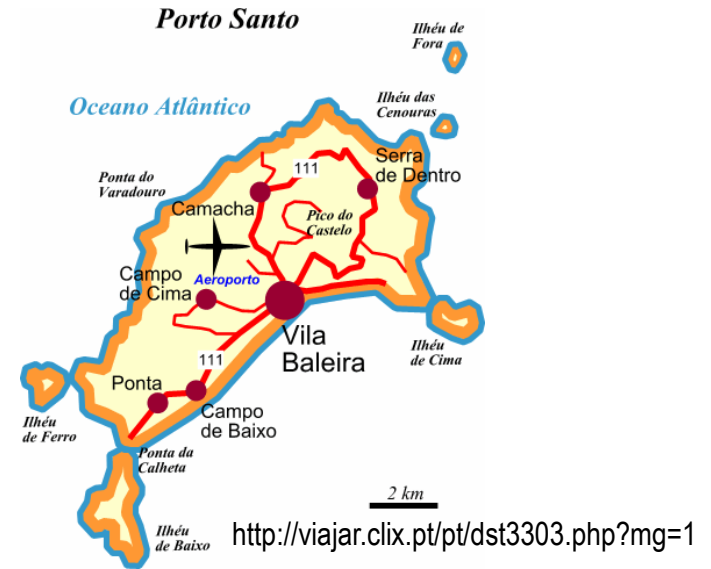 Porto Santo
Ilhéu de
Fora
Oceano Atlântico
Ilhéu das
Cenouras
Serra
de Dentro
111
Ponta do
Varadouro
Camacha
Pico do
Castelo
Campo
de Cima
Aeroporto
Vila
Baleira
Ilhéu
de Cima
111
Ponta
Campo
de Baixo
Ilhéu
de Ferro
Ponta da
Calheta
2 km
Ilhéu
de Baixo
http://viajar.clix.pt/pt/dst3303.php?mg=1